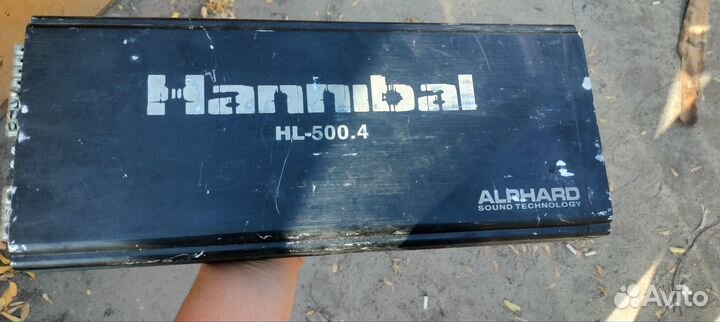 Hannibal
HL-500.4
ALPHARD
SOUND TECHNOLOGY
Avito